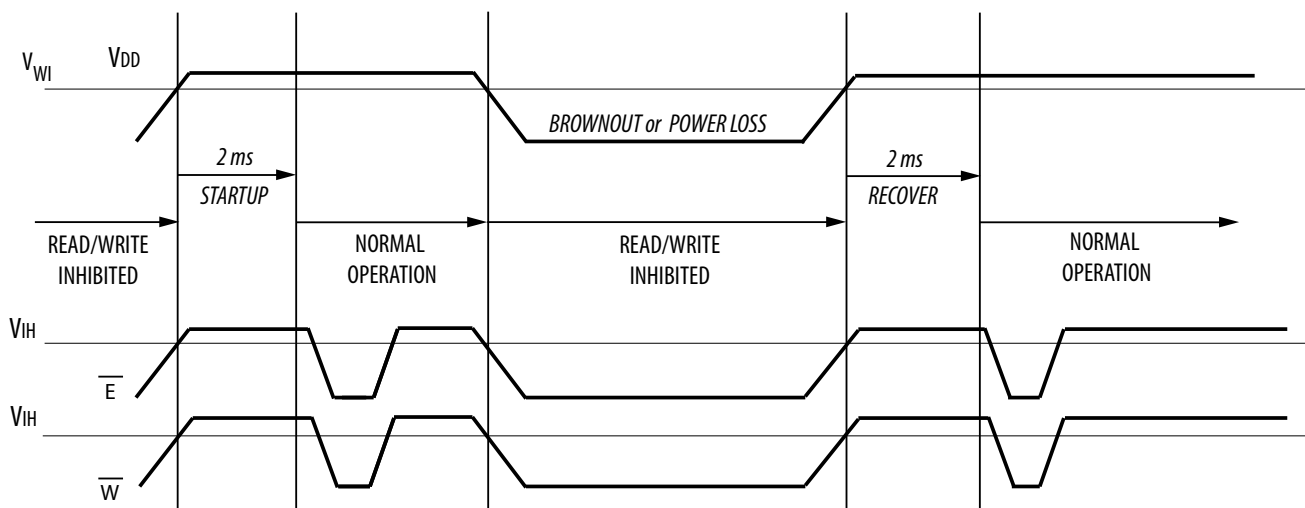 VWI VDD
BROWNOUT or POWER LOSS
2 ms
STARTUP
2 ms
RECOVER
READ/WRITE
INHIBITED
NORMAL
OPERATION
READ/WRITE
INHIBITED
NORMAL
OPERATION
VIH
E
VIH
W